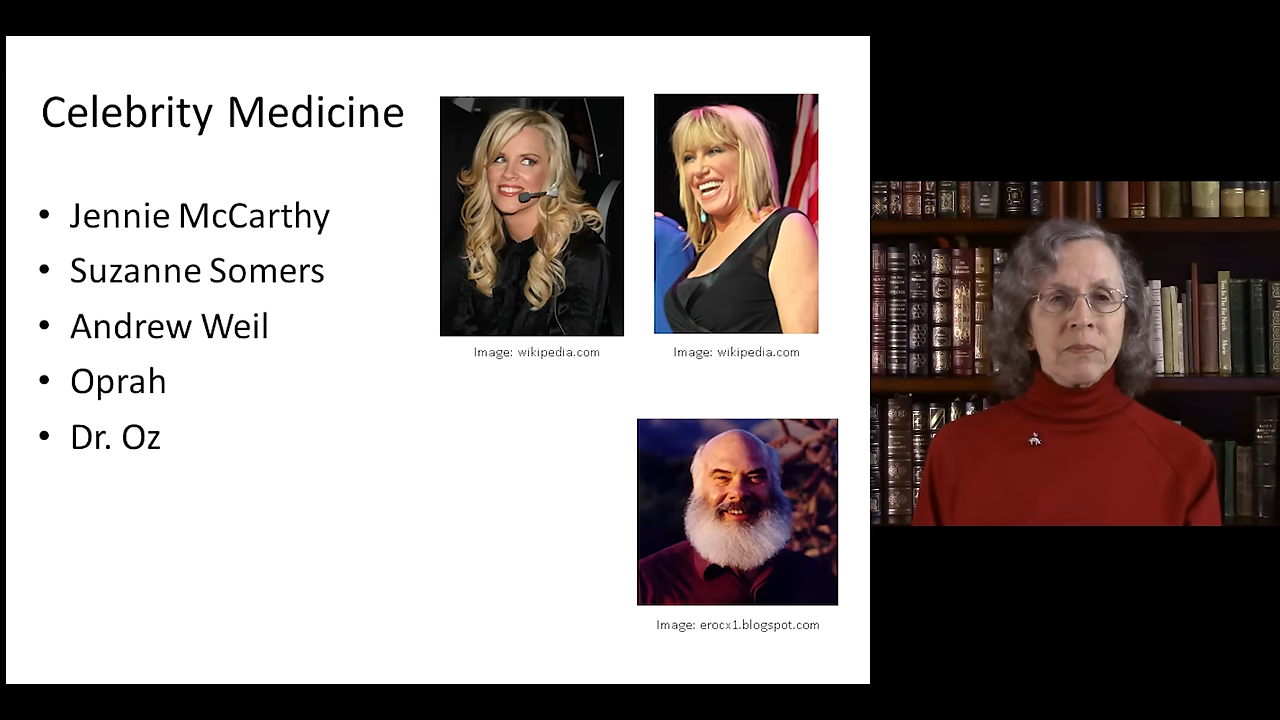 Celebrity Medicine
• Jennie McCarthy
• Suzanne Somers
• Andrew Weil
• Oprah
• Dr. Oz
Image: wikipedia.com
Image: wikipedia.com
Image: erocx1.blogspot.com